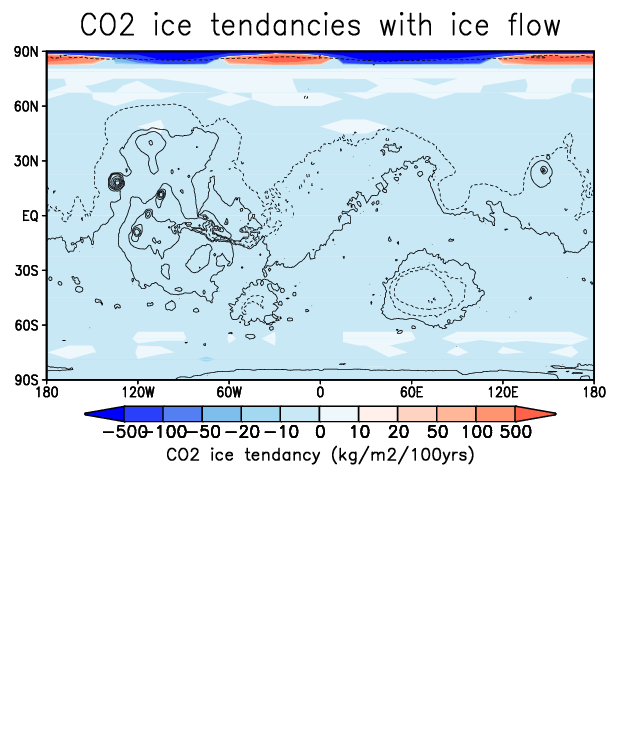 CO2 ice tendancies with ice flow
90N
60N
30N
EQ
30S
60S
90S
180 120W 60W 0 60E 120E 180
−500 −100 −50 −20 −10 0 10 20 50 100 500
CO2 ice tendancy (kg/m2/100yrs)